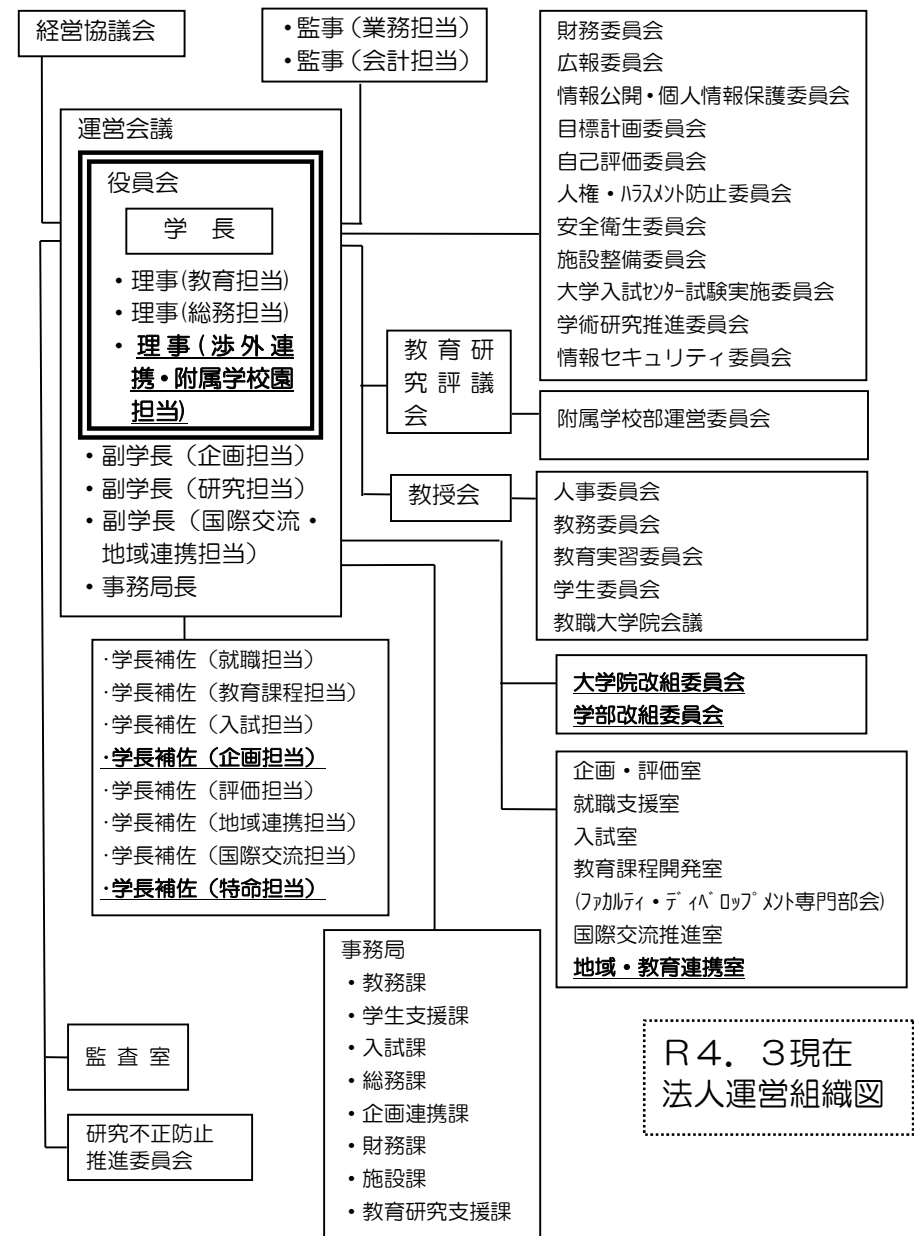 経営協議会
・監事（業務担当）
・監事（会計担当）
財務委員会
広報委員会
情報公開・個人情報保護委員会
目標計画委員会
自己評価委員会
人権・ﾊﾗｽﾒﾝﾄ防止委員会
安全衛生委員会
施設整備委員会
大学入試ｾﾝﾀｰ試験実施委員会
学術研究推進委員会
情報セキュリティ委員会
運営会議
役員会
学　長
・理事(教育担当)
・理事(総務担当)
・理事(渉外連
携・附属学校園
担当)
・副学長（企画担当）
・副学長（研究担当）
・副学長（国際交流・
地域連携担当）
・事務局長
教育研
究評議
会
附属学校部運営委員会
教授会
人事委員会
教務委員会
教育実習委員会
学生委員会
教職大学院会議
・学長補佐（就職担当）
・学長補佐（教育課程担当）
・学長補佐（入試担当）
・学長補佐（企画担当）
・学長補佐（評価担当）
・学長補佐（地域連携担当）
・学長補佐（国際交流担当）
・学長補佐（特命担当）
大学院改組委員会
学部改組委員会
企画・評価室
就職支援室
入試室
教育課程開発室
(ﾌｧｶﾙﾃｨ・ﾃﾞｨﾍﾞﾛｯﾌﾟﾒﾝﾄ専門部会)
国際交流推進室
地域・教育連携室
事務局
・教務課
・学生支援課
・入試課
・総務課
・企画連携課
・財務課
・施設課
・教育研究支援課
監査室
研究不正防止
推進委員会
Ｒ４．３現在
法人運営組織図